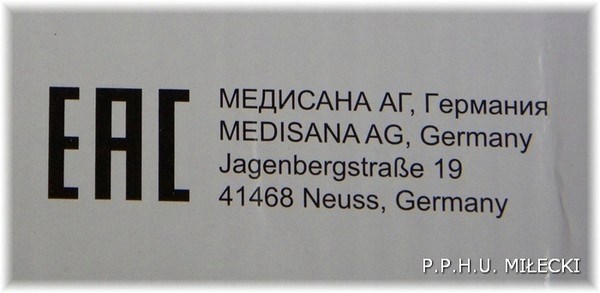 EAC
МЕДИСАНА АГ, Германия
MEDISANA AG, Germany
Jagenbergstraße 19
41468 Neuss, Germany
P.P.H.U. MIŁECKI